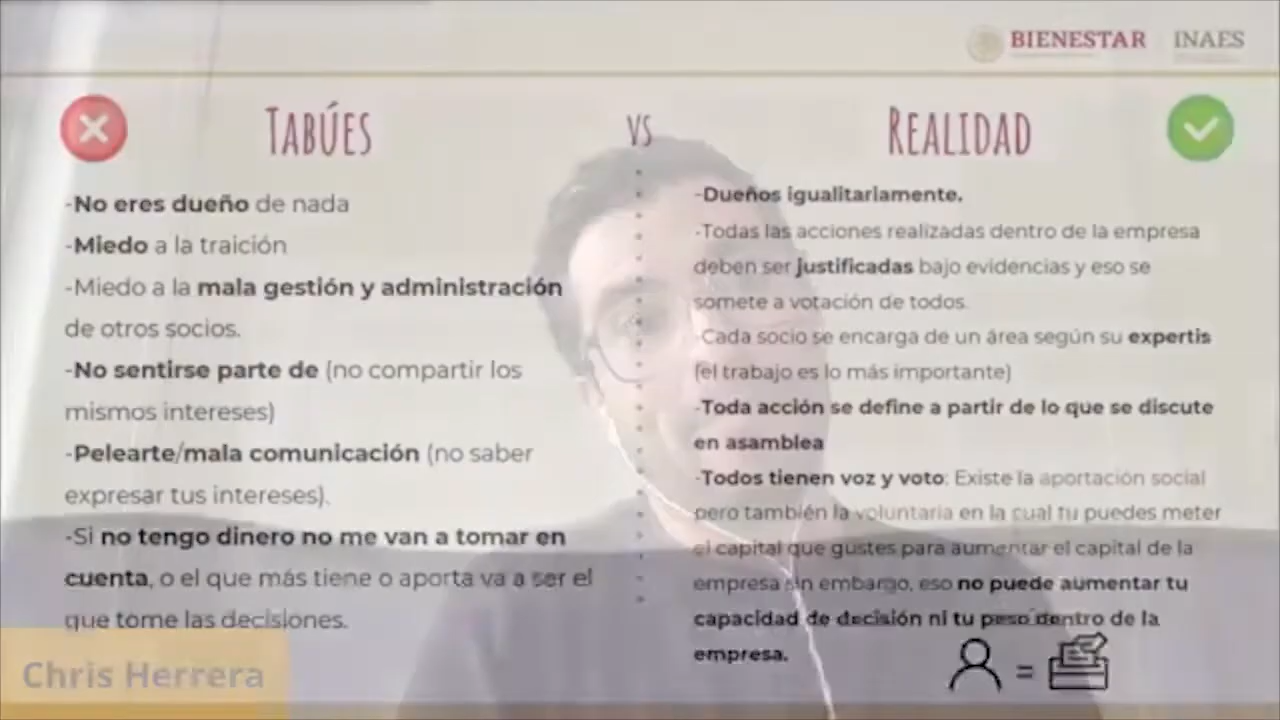 BIENESTAR INAES
TABÚES
vs
REALIDAD
-No eres dueño de nada
-Miedo a la traición
-Miedo a la mala gestión y administración
de otros socios.
-No sentirse parte de (no compartir los
mismos intereses)
-Pelearte/mala comunicación (no saber
expresar tus intereses).
-Si no tengo dinero no me van a tomar en
cuenta, o el que más tiene o aporta va a ser el
que tome las decisiones.
-Dueños igualitariamente.
-Todas las acciones realizadas dentro de la empresa
deben ser justificadas bajo evidencias y eso se
somete a votación de todos.
-Cada socio se encarga de un área según su expertis
(el trabajo es lo más importante)
-Toda acción se define a partir de lo que se discute
en asamblea
-Todos tienen voz y voto: Existe la aportación social
pero también la voluntaria en la cual tu puedes meter
el capital que gustes para aumentar el capital de la
empresa sin embargo, eso no puede aumentar tu
capacidad de decisión ni tu peso dentro de la
empresa.
=
Chris Herrera